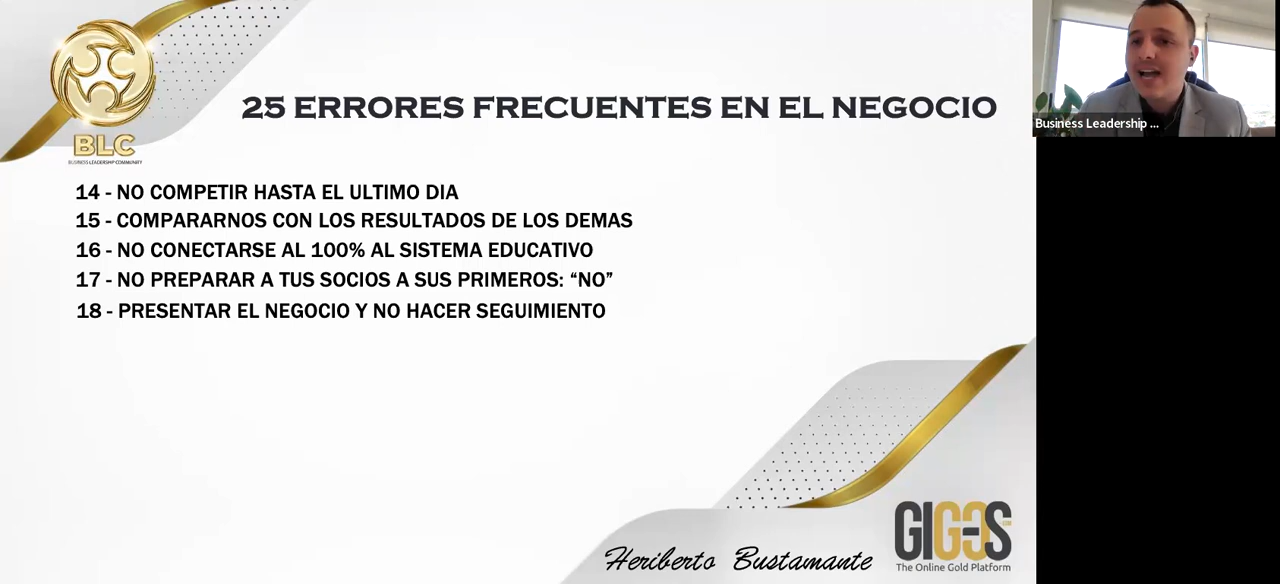 BLC
BUSINESS LEADERSHIP COMMUNITY
25 ERRORES FRECUENTES EN EL NEGOCIO
Business Leadership ...
14 - NO COMPETIR HASTA EL ULTIMO DIA
15 - COMPARARNOS CON LOS RESULTADOS DE LOS DEMAS
16 - NO CONECTARSE AL 100% AL SISTEMA EDUCATIVO
17 - NO PREPARAR A TUS SOCIOS A SUS PRIMEROS: “NO”
18 - PRESENTAR EL NEGOCIO Y NO HACER SEGUIMIENTO
Heriberto Bustamante
GIG-OS
The Online Gold Platform